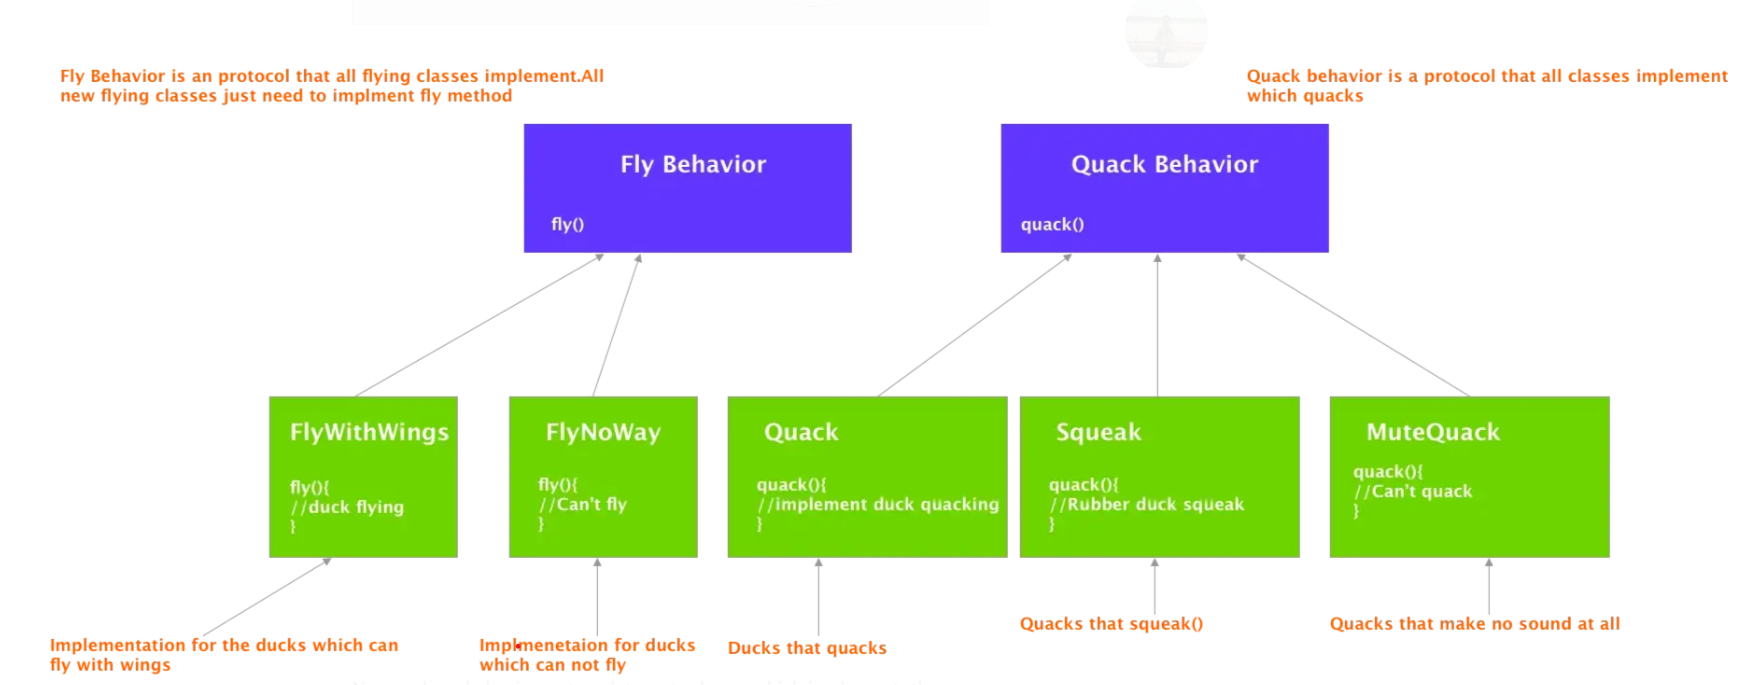 Fly Behavior is an protocol that all flying classes implement.All
new flying classes just need to implment fly method
Quack behavior is a protocol that all classes implement
which quacks
Fly Behavior
fly()
Quack Behavior
quack()
FlyWithWings
fly(){
//duck flying
}
FlyNoWay
fly(){
//Can't fly
}
Quack
quack(){
//implement duck quacking
}
Squeak
quack(){
//Rubber duck squeak
}
MuteQuack
quack(){
//Can't quack
}
Implementation for the ducks which can
fly with wings
Implmenetaion for ducks
which can not fly
Ducks that quacks
Quacks that squeak()
Quacks that make no sound at all